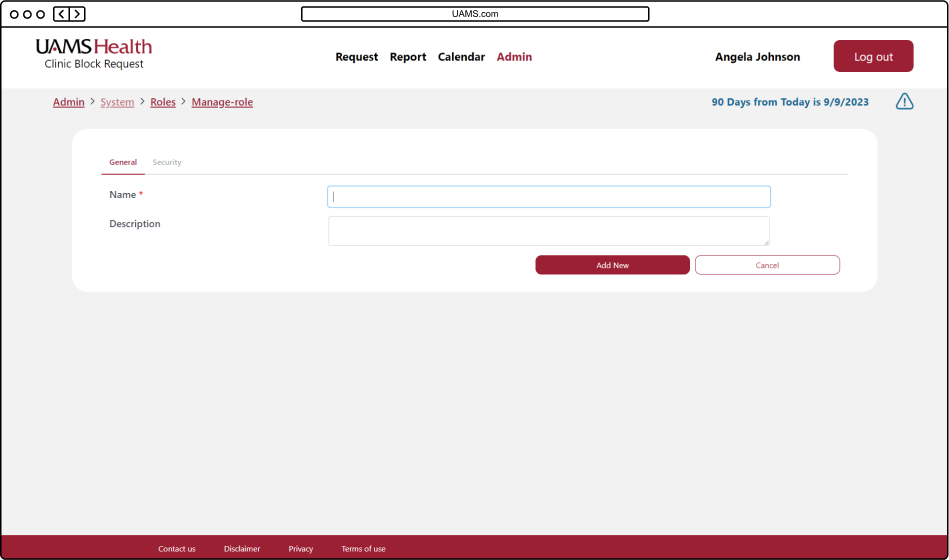 UAMS.com
UAMS Health
Clinic Block Request
Request Report Calendar Admin
Angela Johnson
Log out
Admin > System > Roles > Manage-role
90 Days from Today is 9/9/2023
General Security
Name *
Description
Add New Cancel
Contact us Disclaimer Privacy Terms of use